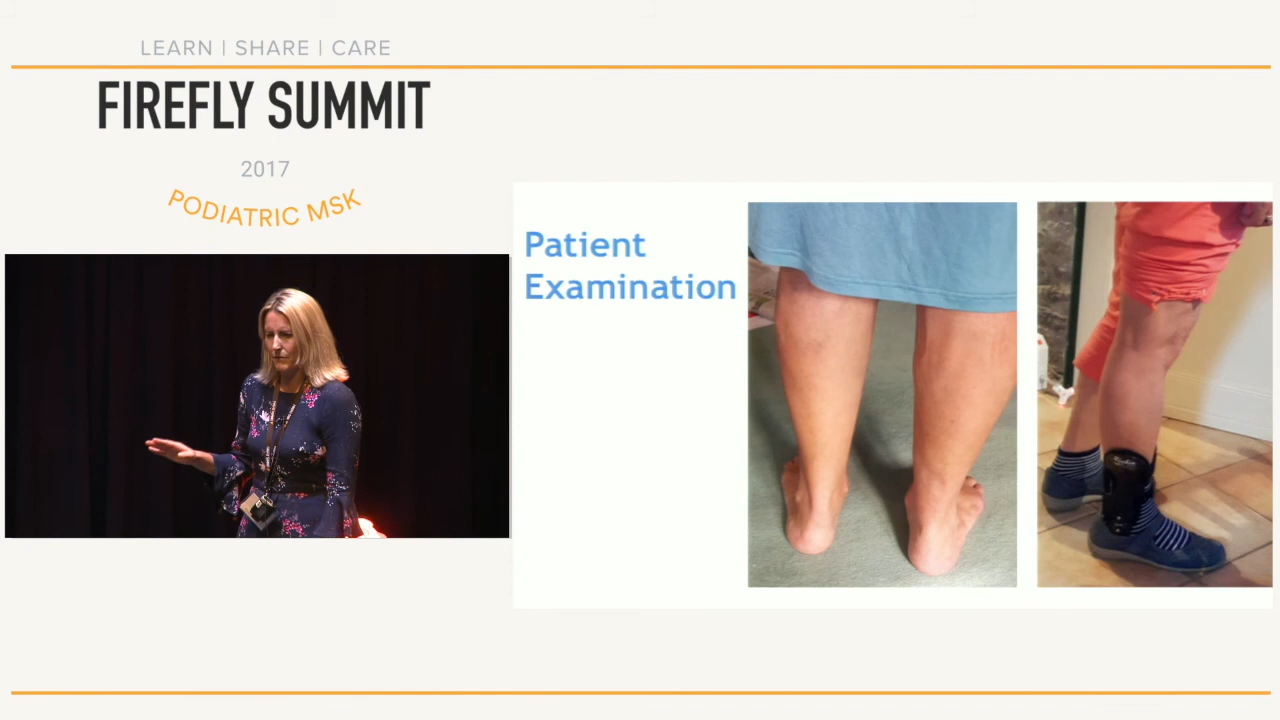 LEARN | SHARE | CARE
FIREFLY SUMMIT
2017
PODIATRIC MSK
Patient
Examination